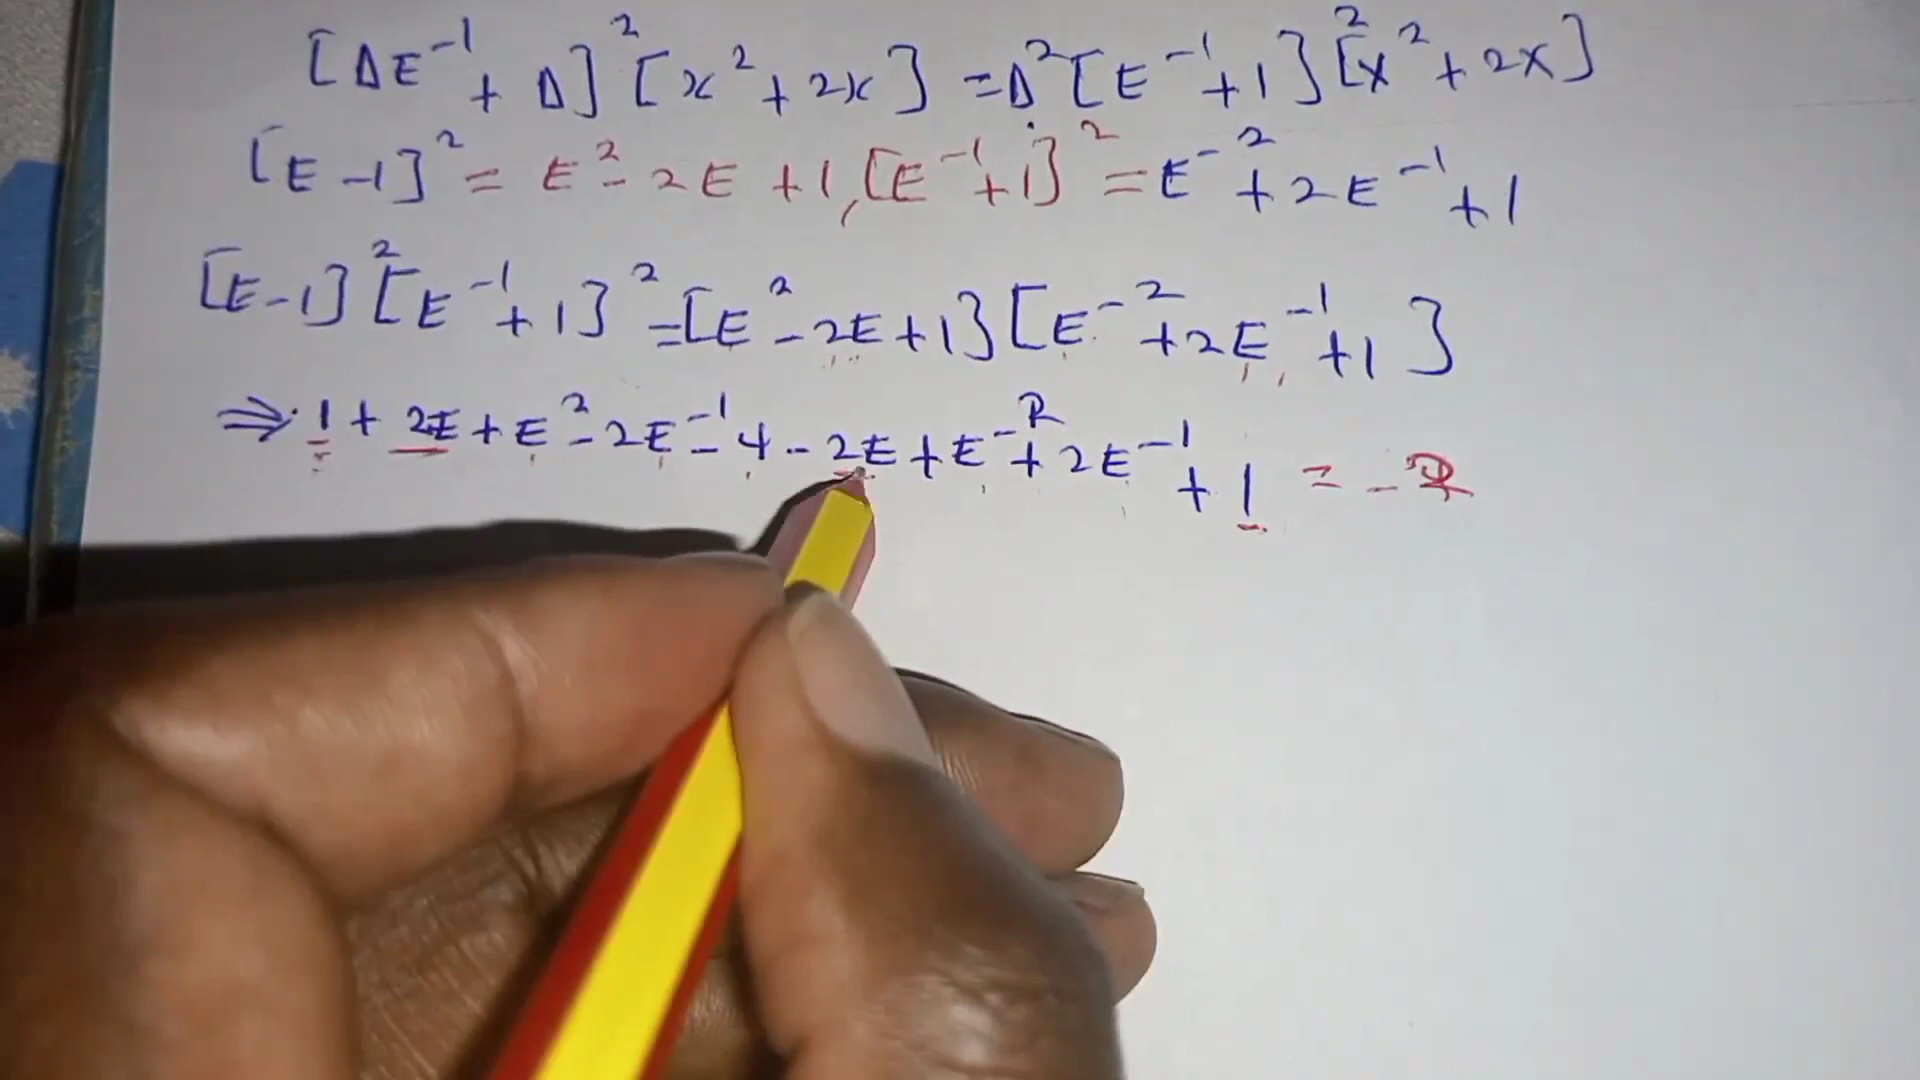 [ΔE⁻¹ + Δ]² [x² + 2x] = Δ² [E⁻¹ + 1]² [x² + 2x]
[E - 1]² = E² - 2E + 1, [E⁻¹ + 1]² = E⁻² + 2E⁻¹ + 1
[E - 1]² [E⁻¹ + 1]² = [E² - 2E + 1] [E⁻² + 2E⁻¹ + 1]
⇒ 1 + 2E + E² - 2E⁻¹ - 4 - 2E + E⁻² + 2E⁻¹ + 1 = -2